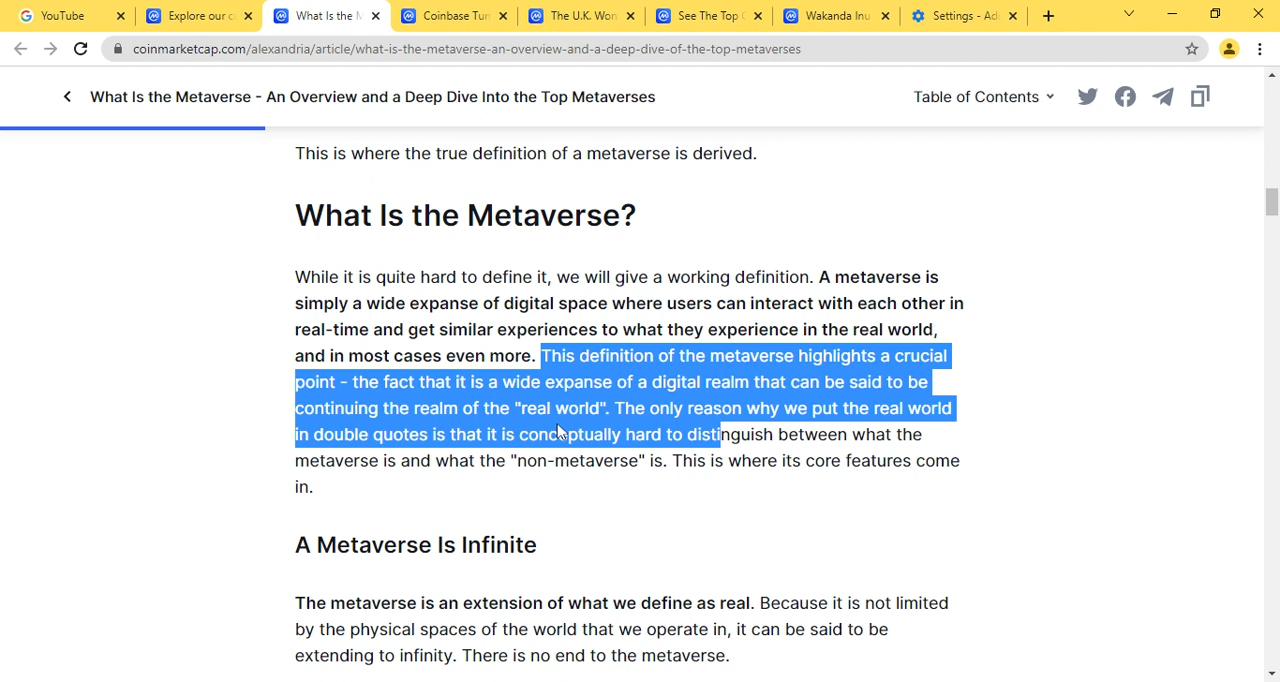 YouTube
Explore our c
What Is the M
Coinbase Tur
The U.K. Won
See The Top C
Wakanda Inu
Settings - Ad
coinmarketcap.com/alexandria/article/what-is-the-metaverse-an-overview-and-a-deep-dive-of-the-top-metaverses
What Is the Metaverse - An Overview and a Deep Dive Into the Top Metaverses
Table of Contents
This is where the true definition of a metaverse is derived.
What Is the Metaverse?
While it is quite hard to define it, we will give a working definition. A metaverse is
simply a wide expanse of digital space where users can interact with each other in
real-time and get similar experiences to what they experience in the real world,
and in most cases even more. This definition of the metaverse highlights a crucial
point - the fact that it is a wide expanse of a digital realm that can be said to be
continuing the realm of the "real world". The only reason why we put the real world
in double quotes is that it is conceptually hard to distinguish between what the
metaverse is and what the "non-metaverse" is. This is where its core features come
in.
A Metaverse Is Infinite
The metaverse is an extension of what we define as real. Because it is not limited
by the physical spaces of the world that we operate in, it can be said to be
extending to infinity. There is no end to the metaverse.